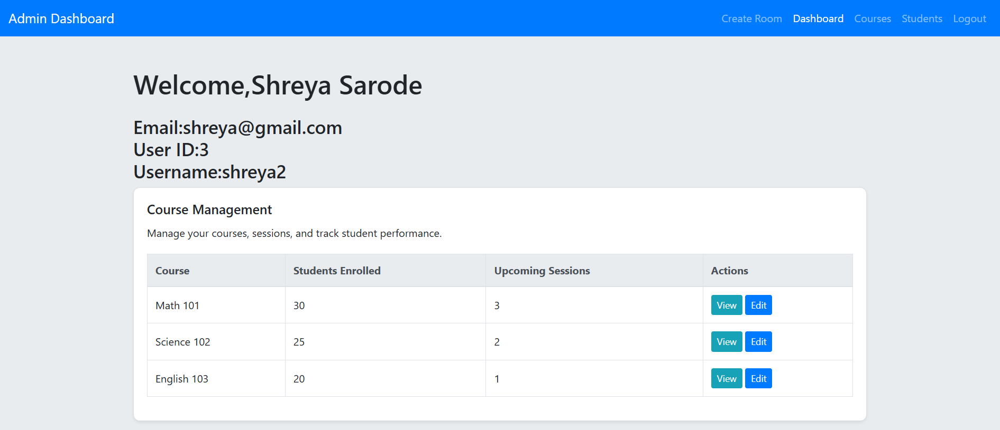 Admin Dashboard Create Room Dashboard Courses Students Logout
Welcome,Shreya Sarode
Email:shreya@gmail.com
User ID:3
Username:shreya2
Course Management
Manage your courses, sessions, and track student performance.
Course Students Enrolled Upcoming Sessions Actions
Math 101 30 3 View Edit
Science 102 25 2 View Edit
English 103 20 1 View Edit